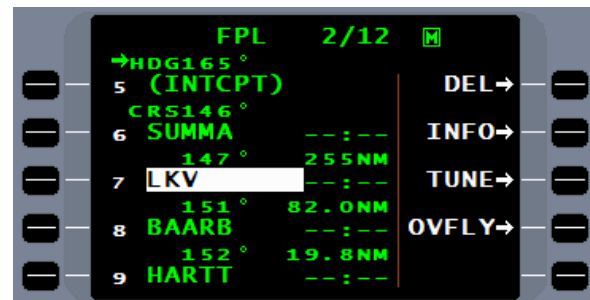 FPL 2/12 M
→HDG165°
5 (INTCPT) DEL→
CRS146°
6 SUMMA --:-- INFO→
147° 255NM
7 LKV --:-- TUNE→
151° 82.0NM
8 BAARB --:-- OVFLY→
152° 19.8NM
9 HARTT --:--